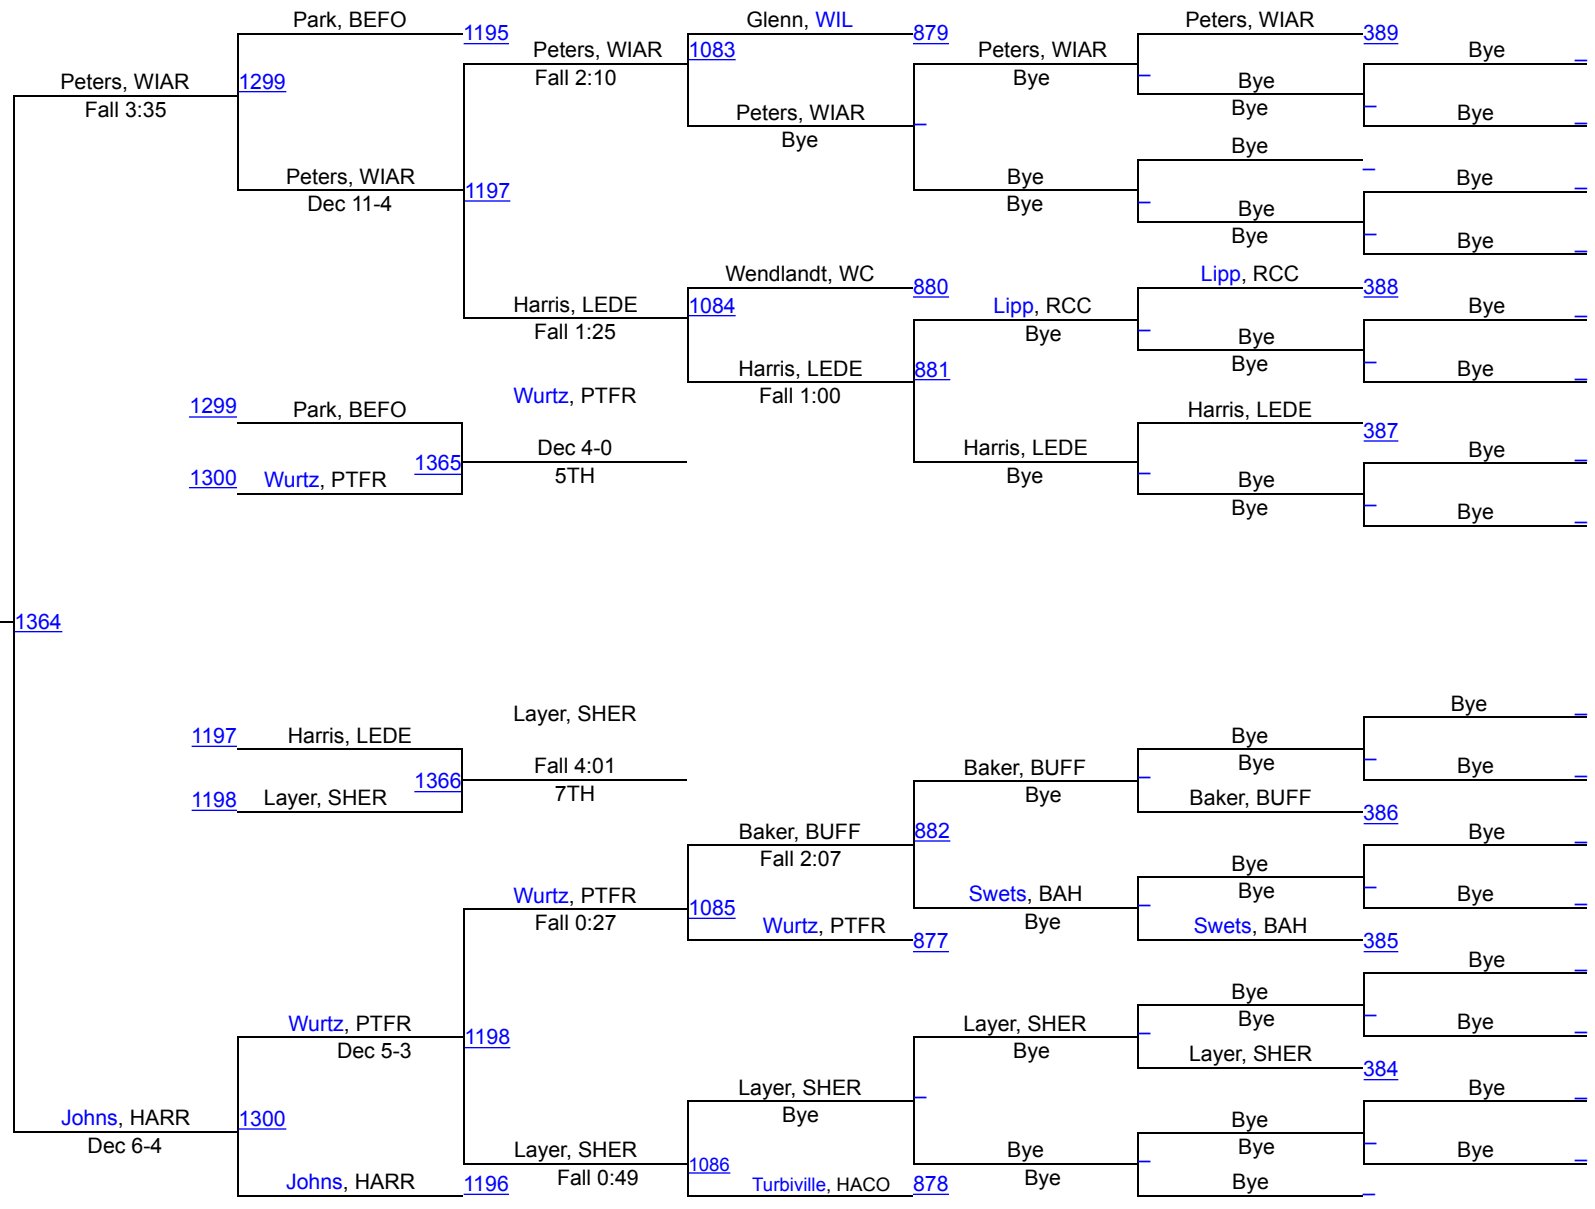 Park, BEFO
Glenn, WIL
Peters, WIAR
1195
879
389
Peters, WIAR
1083
Peters, WIAR
Bye
Fall 2:10
Bye
Peters, WIAR
1299
Bye
Fall 3:35
Peters, WIAR
Bye
Bye
Bye
Bye
Peters, WIAR
1197
Bye
Bye
Dec 11-4
Bye
Bye
Bye
Bye
Wendlandt, WC
Lipp, RCC
880
388
Harris, LEDE
1084
Lipp, RCC
Bye
Fall 1:25
Bye
Bye
Harris, LEDE
881
Bye
Bye
Wurtz, PTFR
Fall 1:00
1299
Park, BEFO
Harris, LEDE
387
Dec 4-0
Harris, LEDE
Bye
1365
5TH
Bye
1300
Wurtz, PTFR
Bye
Bye
Bye
1364
Layer, SHER
Bye
1197
Harris, LEDE
Bye
Fall 4:01
Baker, BUFF
Bye
Bye
1366
7TH
Bye
1198
Layer, SHER
Baker, BUFF
386
Baker, BUFF
882
Bye
Fall 2:07
Bye
Wurtz, PTFR
Swets, BAH
Bye
Bye
Fall 0:27
1085
Bye
Wurtz, PTFR
877
Swets, BAH
385
Bye
Bye
Wurtz, PTFR
Layer, SHER
Bye
Bye
Dec 5-3
1198
Bye
Layer, SHER
384
Layer, SHER
Bye
Johns, HARR
1300
Bye
Bye
Dec 6-4
Layer, SHER
Bye
Bye
Bye
Fall 0:49
1086
Bye
Johns, HARR
1196
Turbiville, HACO
878
Bye